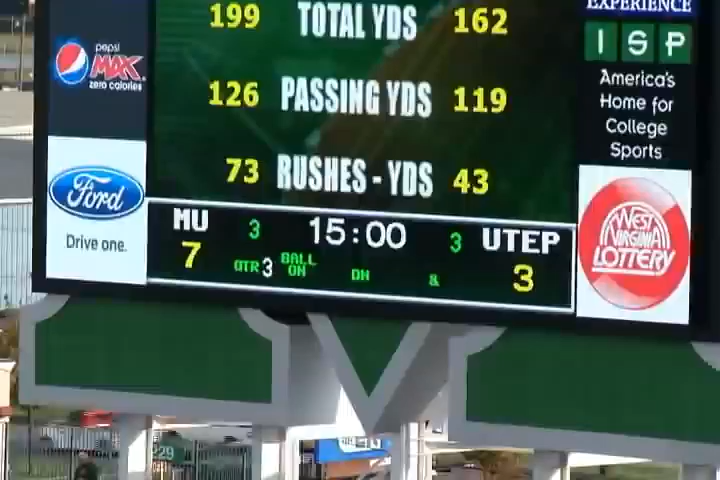 199 TOTAL YDS 162
126 PASSING YDS 119
73 RUSHES - YDS 43
MU 3 15:00 3 UTEP
7 QTR 3 BALL ON DN & 3
pepsi
MAX
zero calories
Ford
Drive one.
EXPERIENCE
ISP
America's
Home for
College
Sports
WEST
VIRGINIA
LOTTERY
29